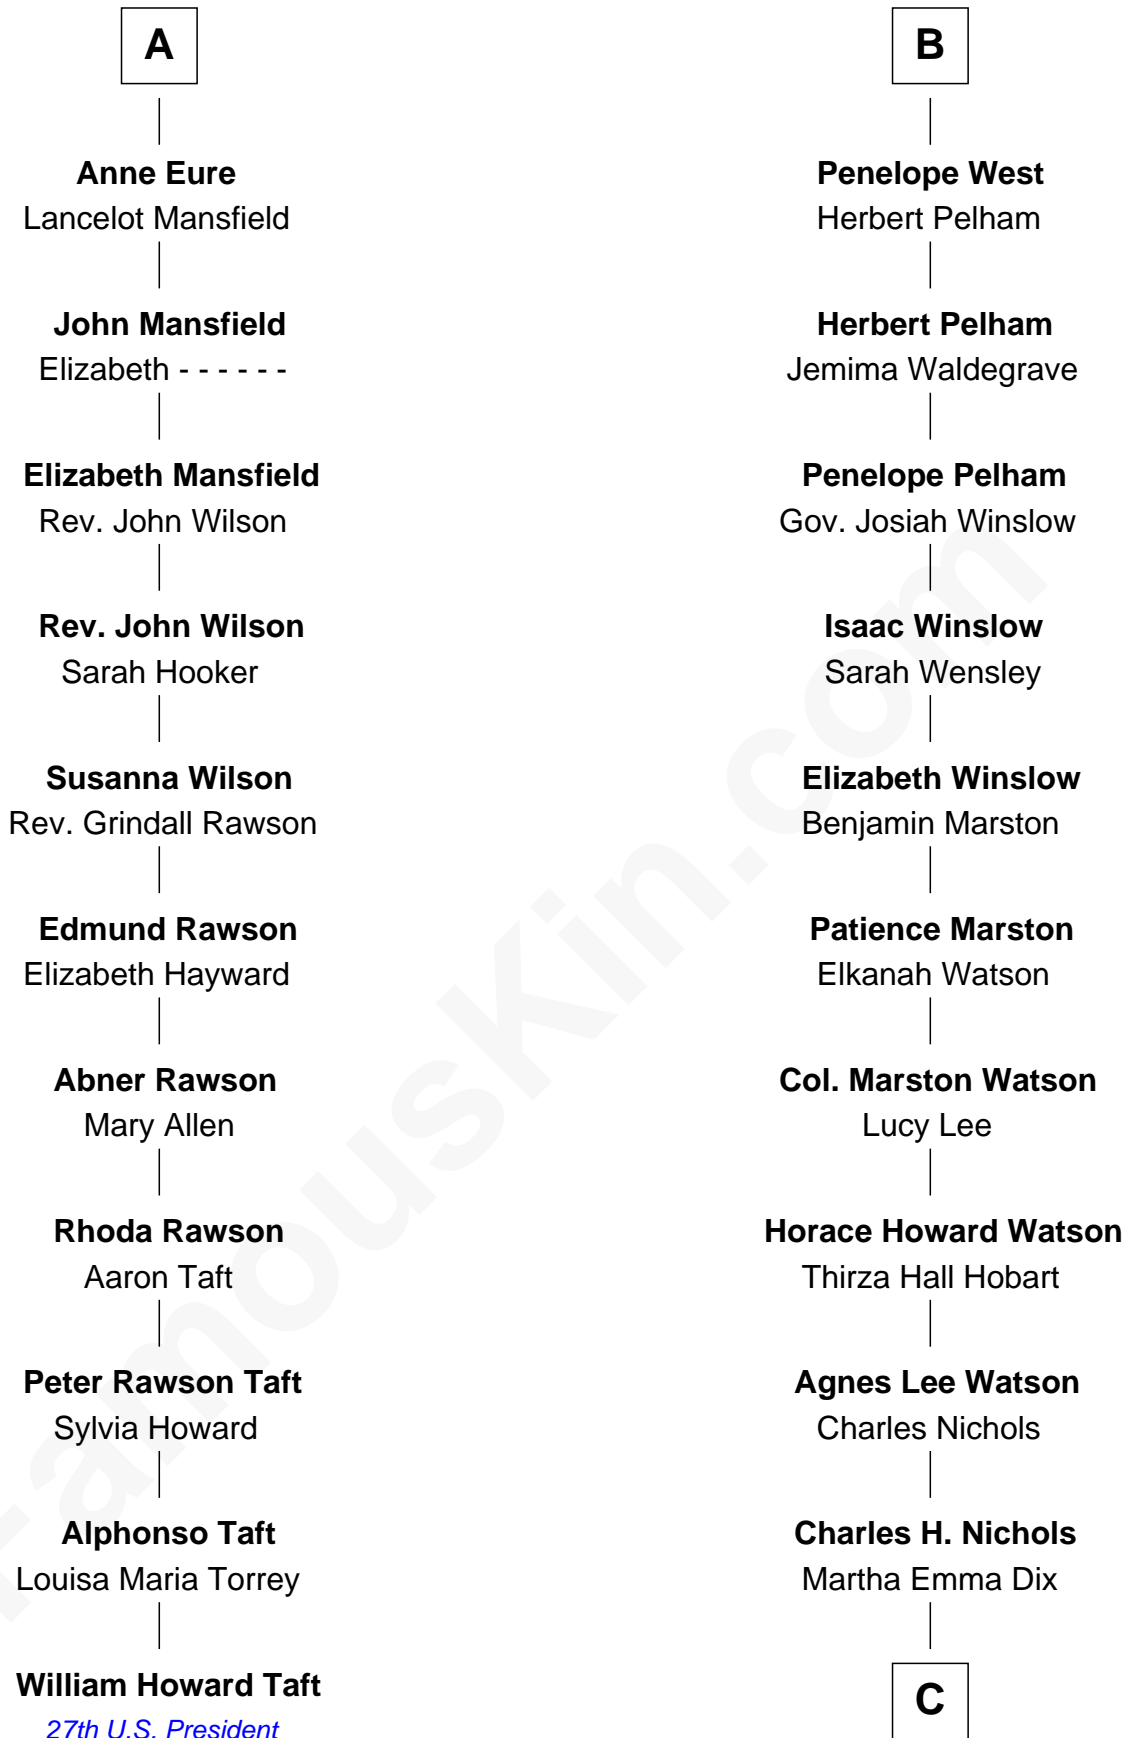 A
Anne Eure
Lancelot Mansfield
John Mansfield
Elizabeth - - - - - -
Elizabeth Mansfield
Rev. John Wilson
Rev. John Wilson
Sarah Hooker
Susanna Wilson
Rev. Grindall Rawson
Edmund Rawson
Elizabeth Hayward
Abner Rawson
Mary Allen
Rhoda Rawson
Aaron Taft
Peter Rawson Taft
Sylvia Howard
Alphonso Taft
Louisa Maria Torrey
William Howard Taft
27th U.S. President
B
Penelope West
Herbert Pelham
Herbert Pelham
Jemima Waldegrave
Penelope Pelham
Gov. Josiah Winslow
Isaac Winslow
Sarah Wensley
Elizabeth Winslow
Benjamin Marston
Patience Marston
Elkanah Watson
Col. Marston Watson
Lucy Lee
Horace Howard Watson
Thirza Hall Hobart
Agnes Lee Watson
Charles Nichols
Charles H. Nichols
Martha Emma Dix
C
FamousKin.com